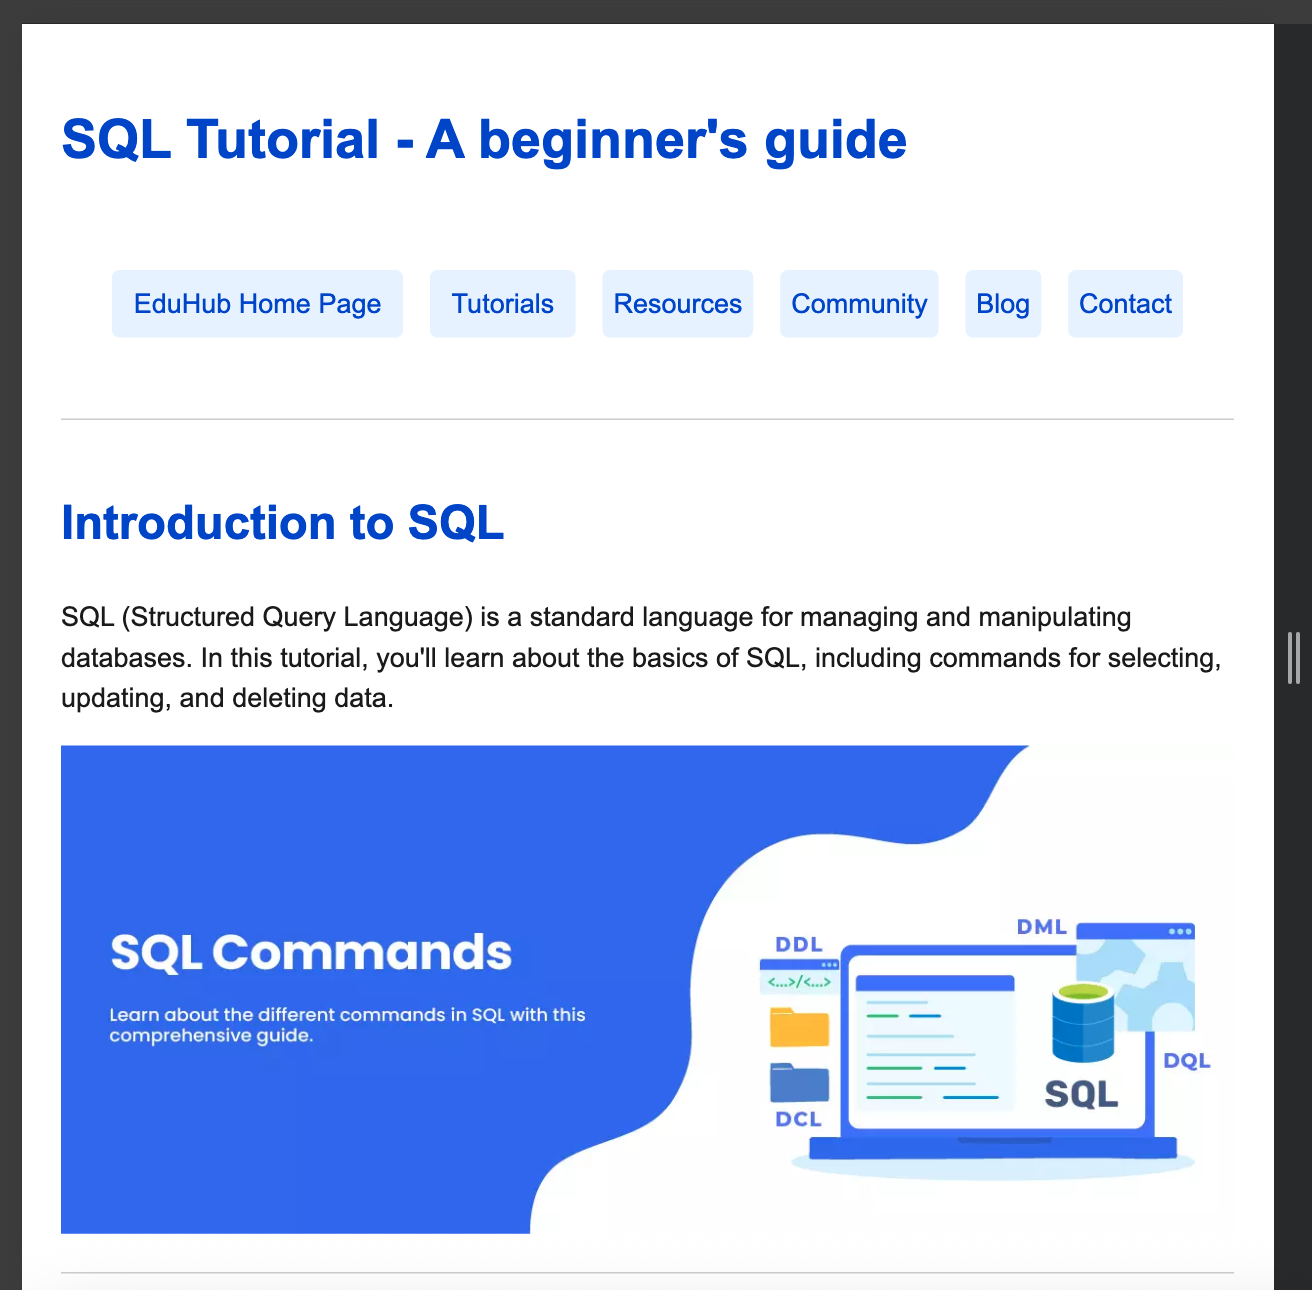 SQL Tutorial - A beginner's guide
EduHub Home Page Tutorials Resources Community Blog Contact
Introduction to SQL
SQL (Structured Query Language) is a standard language for managing and manipulating
databases. In this tutorial, you'll learn about the basics of SQL, including commands for selecting,
updating, and deleting data.
SQL Commands
Learn about the different commands in SQL with this
comprehensive guide.
DDL
<...>/<...>
DCL
DML
SQL
DQL